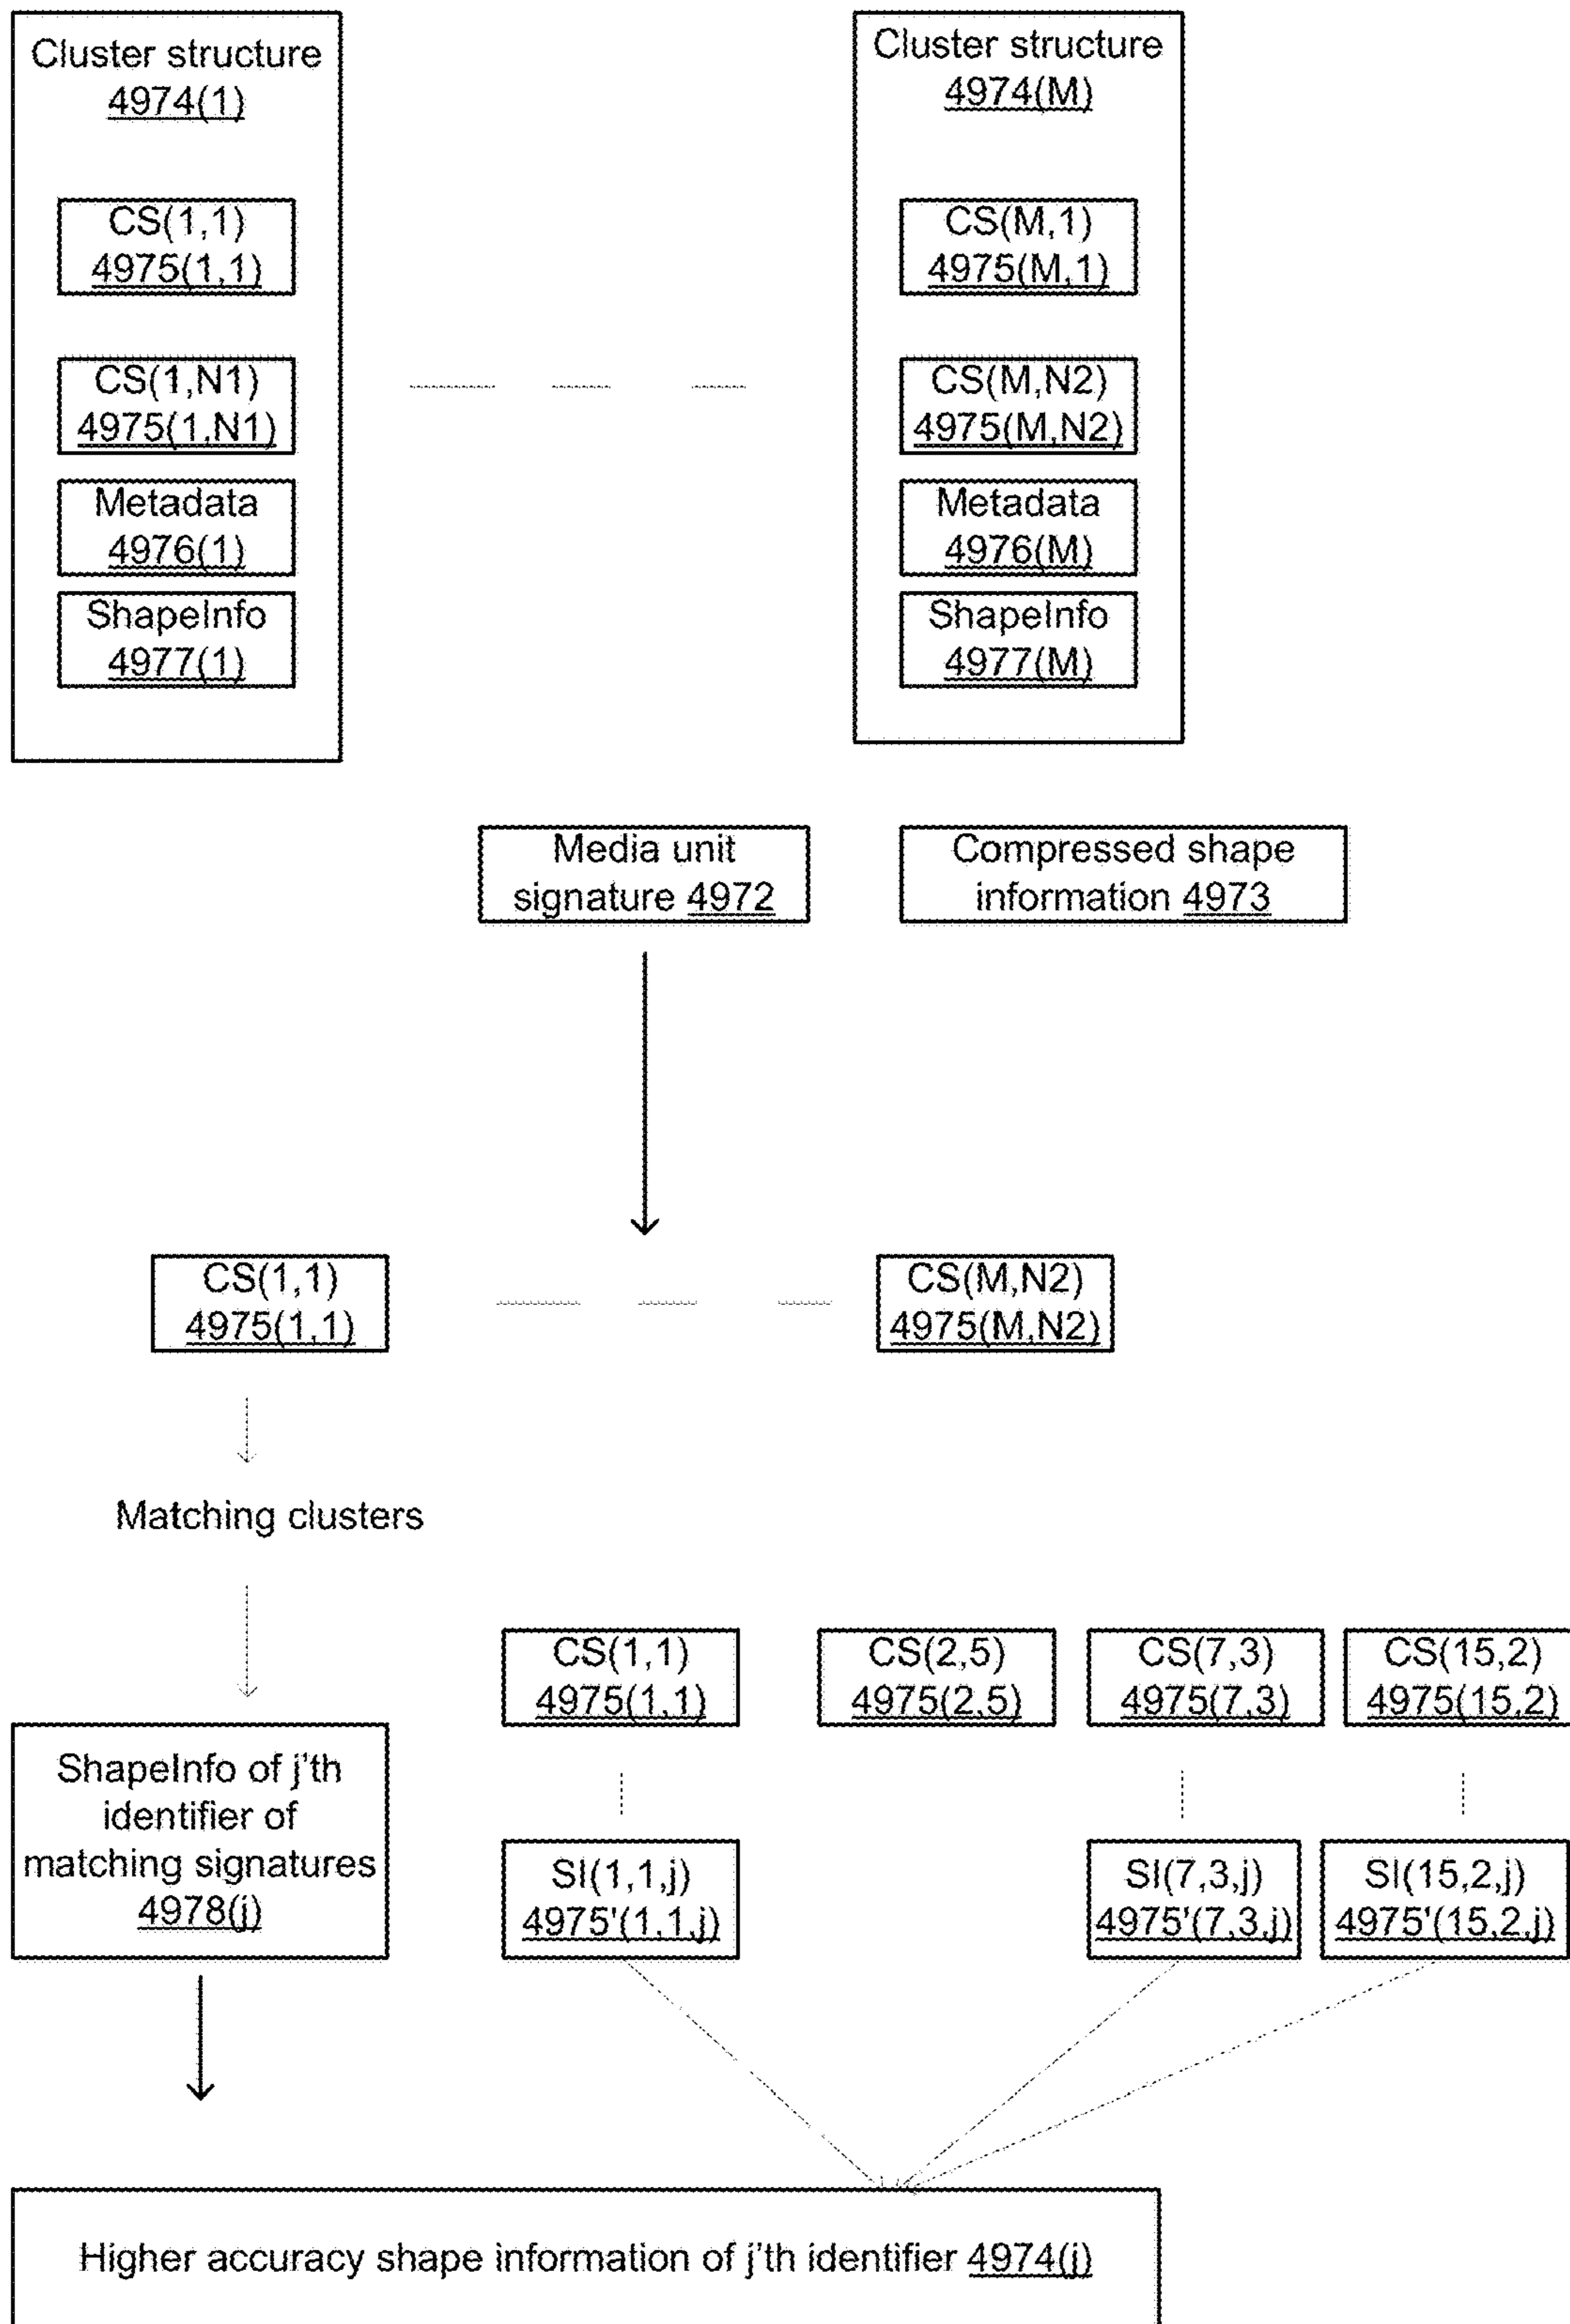 Cluster structure
4974(1)
CS(1,1)
4975(1,1)
CS(1,N1)
4975(1,N1)
Metadata
4976(1)
ShapeInfo
4977(1)
Cluster structure
4974(M)
CS(M,1)
4975(M,1)
CS(M,N2)
4975(M,N2)
Metadata
4976(M)
ShapeInfo
4977(M)
Media unit
signature 4972
Compressed shape
information 4973
CS(1,1)
4975(1,1)
CS(M,N2)
4975(M,N2)
Matching clusters
CS(1,1)
4975(1,1)
CS(2,5)
4975(2,5)
CS(7,3)
4975(7,3)
CS(15,2)
4975(15,2)
ShapeInfo of j'th
identifier of
matching signatures
4978(j)
SI(1,1,j)
4975'(1,1,j)
SI(7,3,j)
4975'(7,3,j)
SI(15,2,j)
4975'(15,2,j)
Higher accuracy shape information of j'th identifier 4974(j)